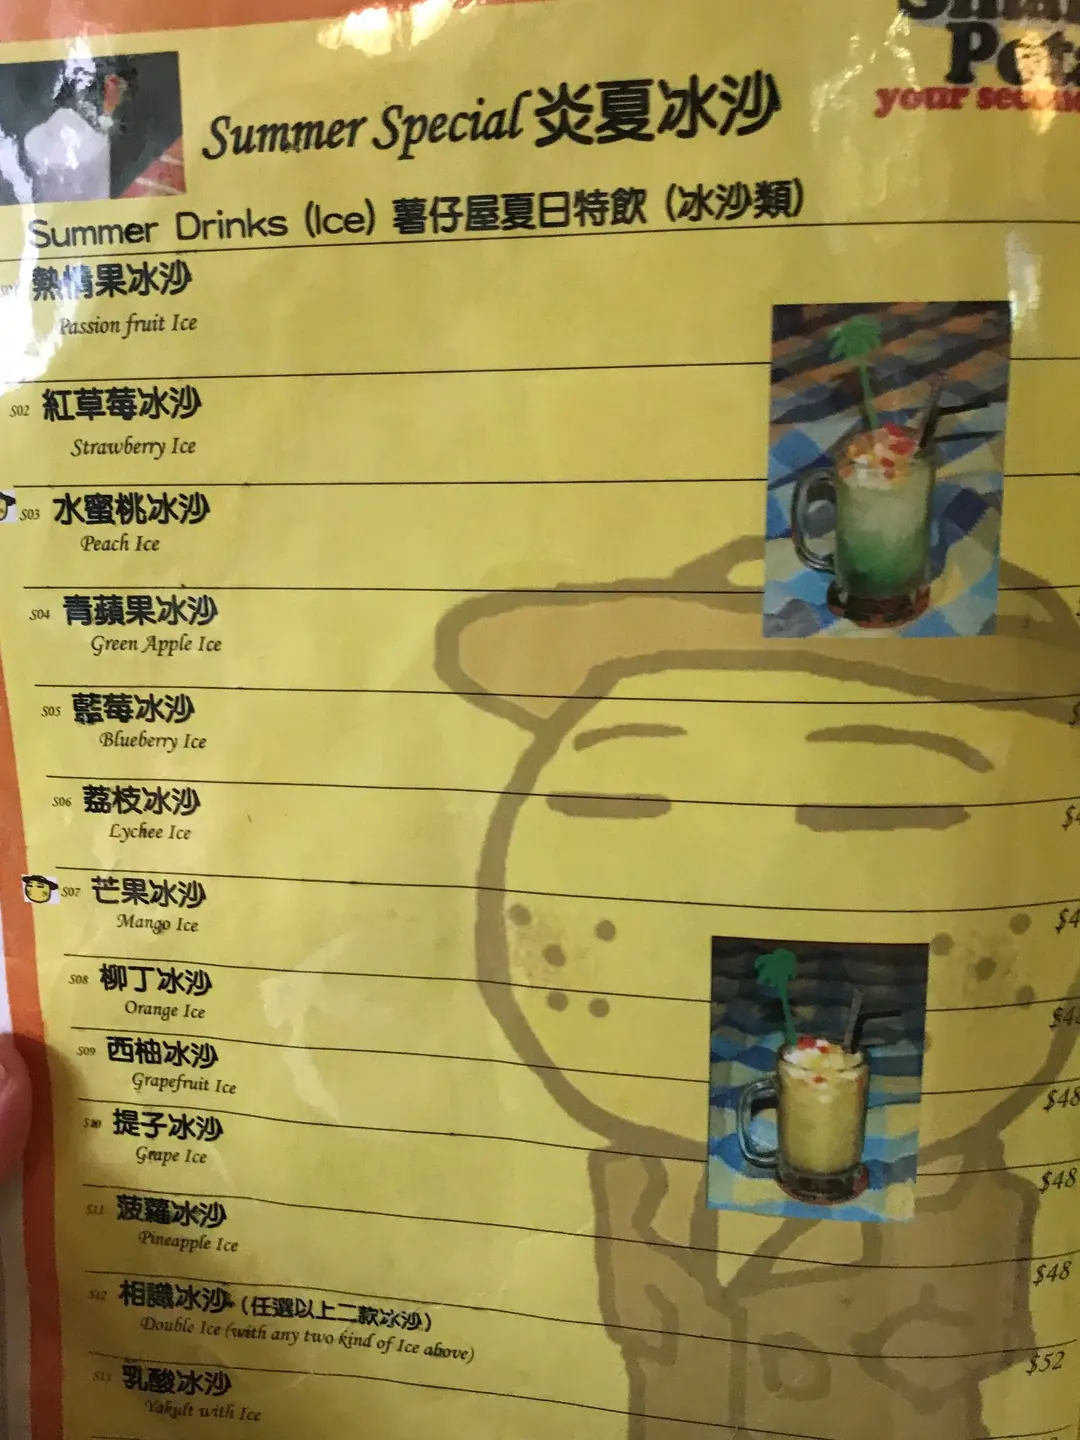 Pot
your
Summer Special 炎夏冰沙
Summer Drinks (Ice) 薯仔屋夏日特飲 (冰沙類)
熱情果冰沙
Passion fruit Ice
S02 紅草莓冰沙
Strawberry Ice
S03 水蜜桃冰沙
Peach Ice
S04 青蘋果冰沙
Green Apple Ice
S05 藍莓冰沙
Blueberry Ice
S06 荔枝冰沙
Lychee Ice
S07 芒果冰沙
Mango Ice
S08 柳丁冰沙
Orange Ice
S09 西柚冰沙
Grapefruit Ice $48
S10 提子冰沙
Grape Ice $48
S11 菠蘿冰沙
Pineapple Ice $48
S12 相識冰沙 (任選以上二款冰沙)
Double Ice (with any two kind of Ice above) $52
S13 乳酸冰沙
Yakult with Ice